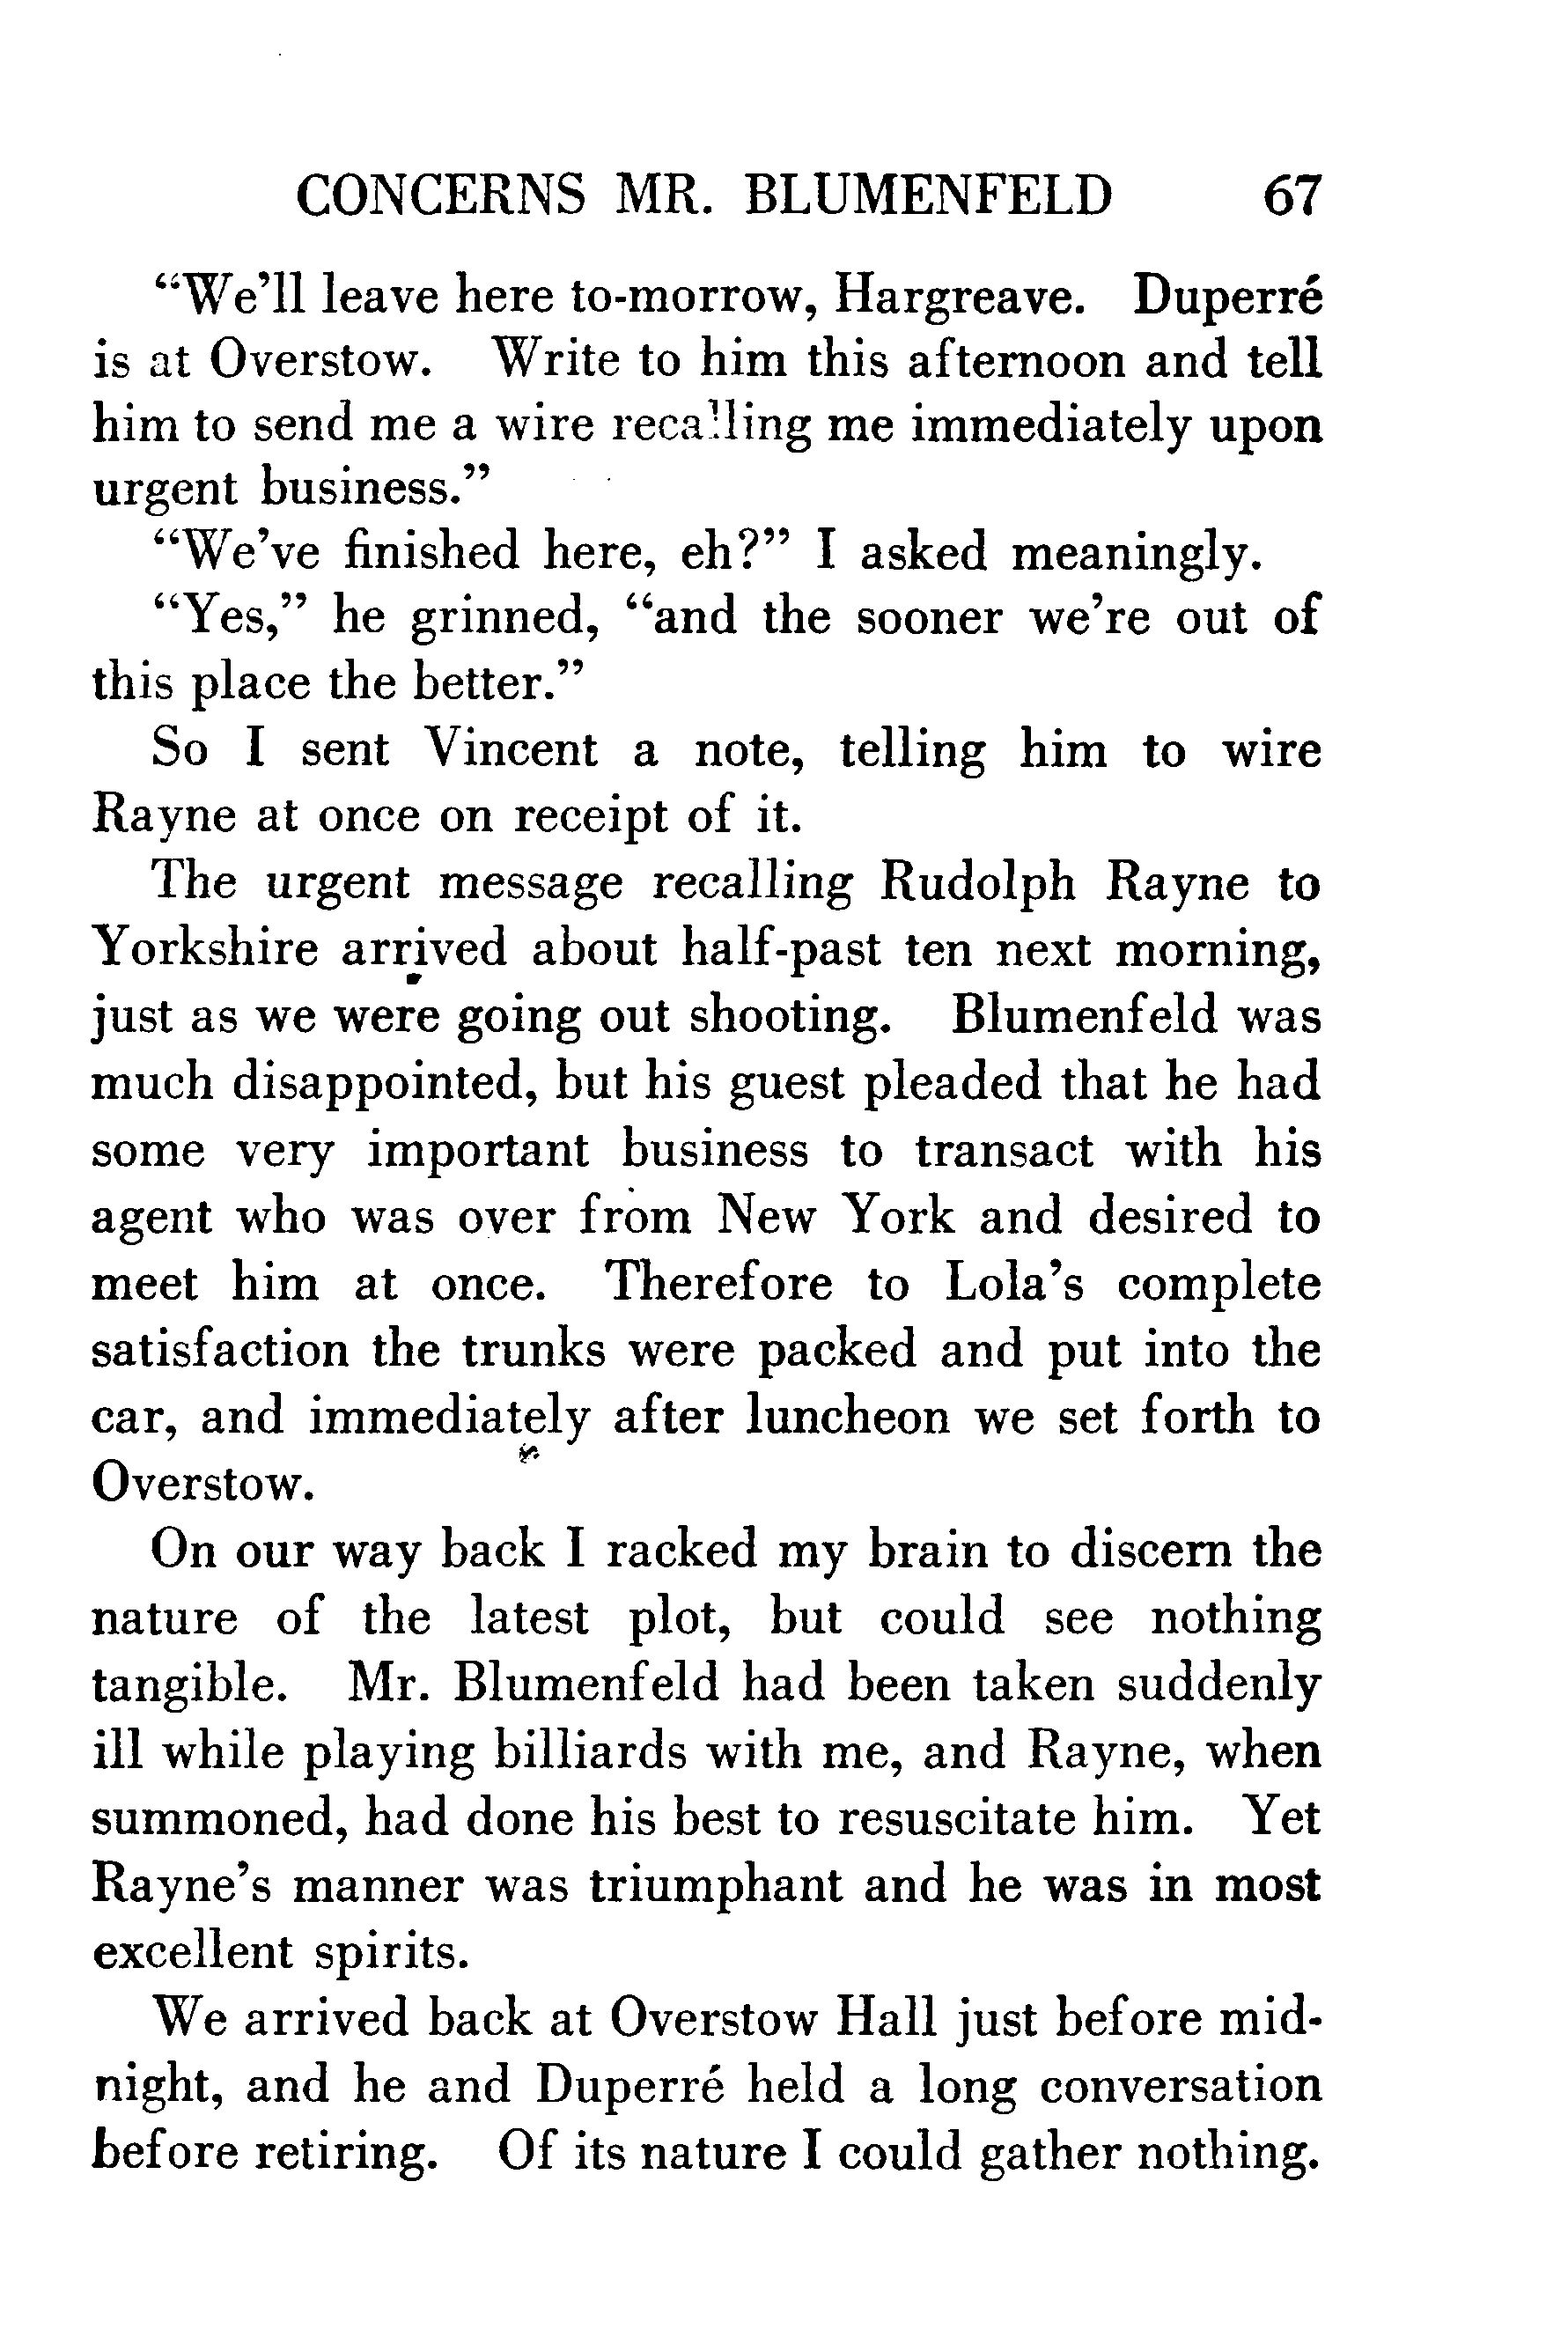 CONCERNS MR. BLUMENFELD 67
“We’ll leave here to-morrow, Hargreave. Duperré
is at Overstow. Write to him this afternoon and tell
him to send me a wire recalling me immediately upon
urgent business.”
“We’ve finished here, eh?” I asked meaningly.
“Yes,” he grinned, “and the sooner we’re out of
this place the better.”
So I sent Vincent a note, telling him to wire
Rayne at once on receipt of it.
The urgent message recalling Rudolph Rayne to
Yorkshire arrived about half-past ten next morning,
just as we were going out shooting. Blumenfeld was
much disappointed, but his guest pleaded that he had
some very important business to transact with his
agent who was over from New York and desired to
meet him at once. Therefore to Lola’s complete
satisfaction the trunks were packed and put into the
car, and immediately after luncheon we set forth to
Overstow.
On our way back I racked my brain to discern the
nature of the latest plot, but could see nothing
tangible. Mr. Blumenfeld had been taken suddenly
ill while playing billiards with me, and Rayne, when
summoned, had done his best to resuscitate him. Yet
Rayne’s manner was triumphant and he was in most
excellent spirits.
We arrived back at Overstow Hall just before mid-
night, and he and Duperré held a long conversation
before retiring. Of its nature I could gather nothing.